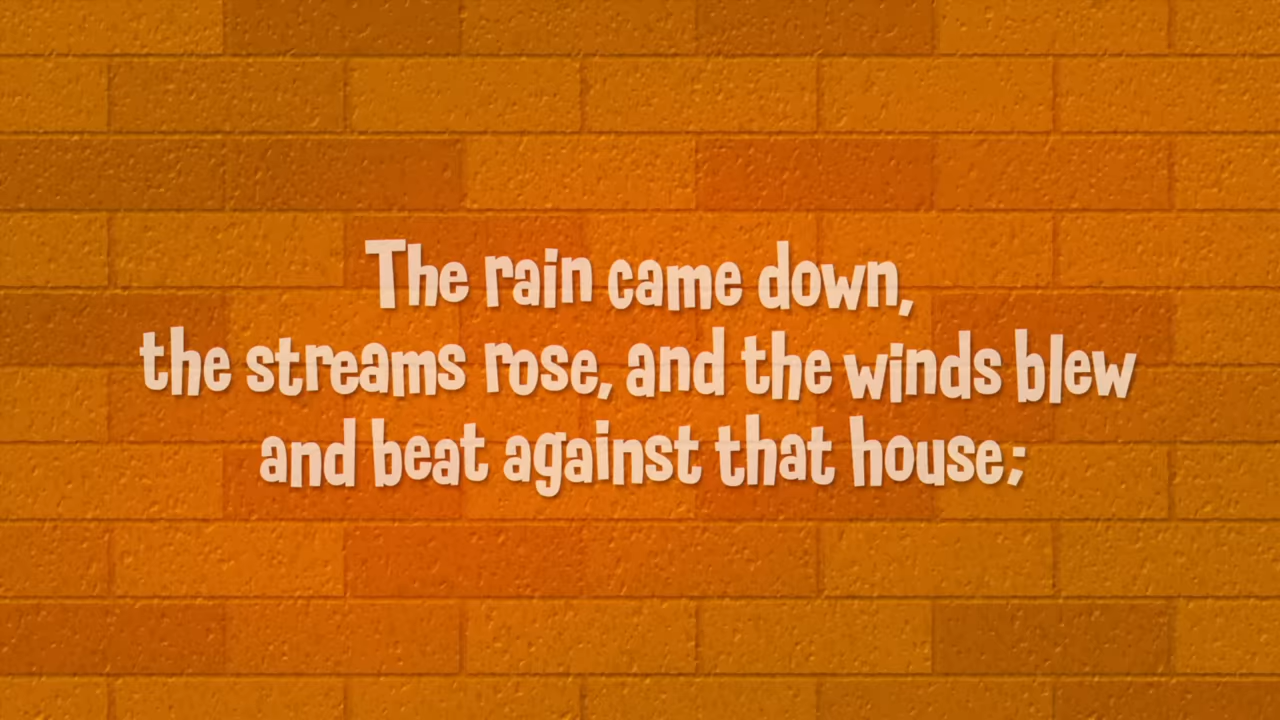 The rain came down,
the streams rose, and the winds blew
and beat against that house;